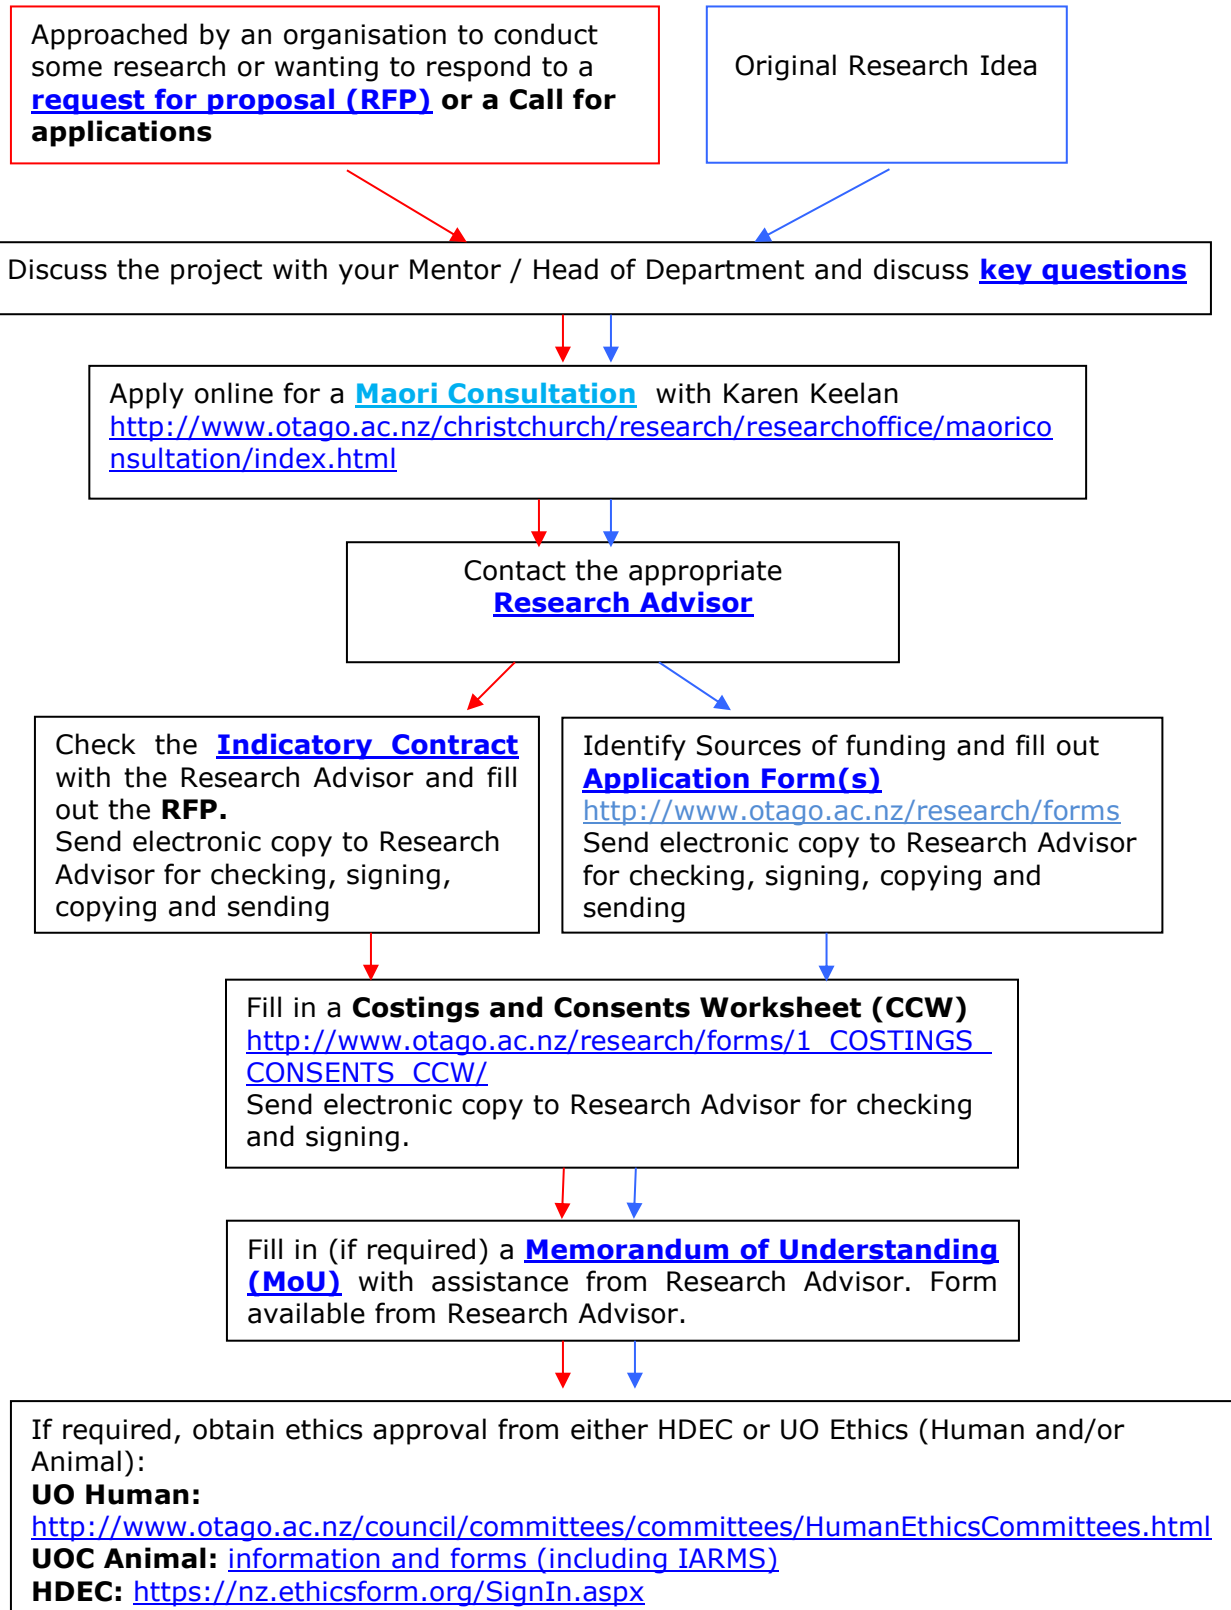 Approached by an organisation to conduct
some research or wanting to respond to a
request for proposal (RFP) or a Call for
applications
Original Research Idea
Discuss the project with your Mentor / Head of Department and discuss key questions
Apply online for a Maori Consultation with Karen Keelan
http://www.otago.ac.nz/christchurch/research/researchoffice/maorico
nsultation/index.html
Contact the appropriate
Research Advisor
Check the Indicatory Contract
with the Research Advisor and fill
out the RFP.
Send electronic copy to Research
Advisor for checking, signing,
copying and sending
Identify Sources of funding and fill out
Application Form(s)
http://www.otago.ac.nz/research/forms
Send electronic copy to Research Advisor
for checking, signing, copying and
sending
Fill in a Costings and Consents Worksheet (CCW)
http://www.otago.ac.nz/research/forms/1_COSTINGS_
CONSENTS_CCW/
Send electronic copy to Research Advisor for checking
and signing.
Fill in (if required) a Memorandum of Understanding
(MoU) with assistance from Research Advisor. Form
available from Research Advisor.
If required, obtain ethics approval from either HDEC or UO Ethics (Human and/or
Animal):
UO Human:
http://www.otago.ac.nz/council/committees/committees/HumanEthicsCommittees.html
UOC Animal: information and forms (including IARMS)
HDEC: https://nz.ethicsform.org/SignIn.aspx